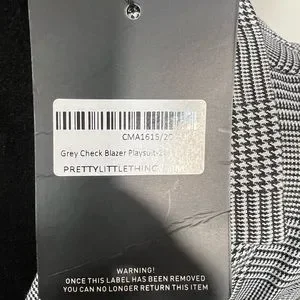 CMA1615/2
Grey Check Blazer Playsuit
PRETTYLITTLETHING
WARNING!
ONCE THIS LABEL HAS BEEN REMOVED
YOU CAN NO LONGER RETURN THIS ITEM